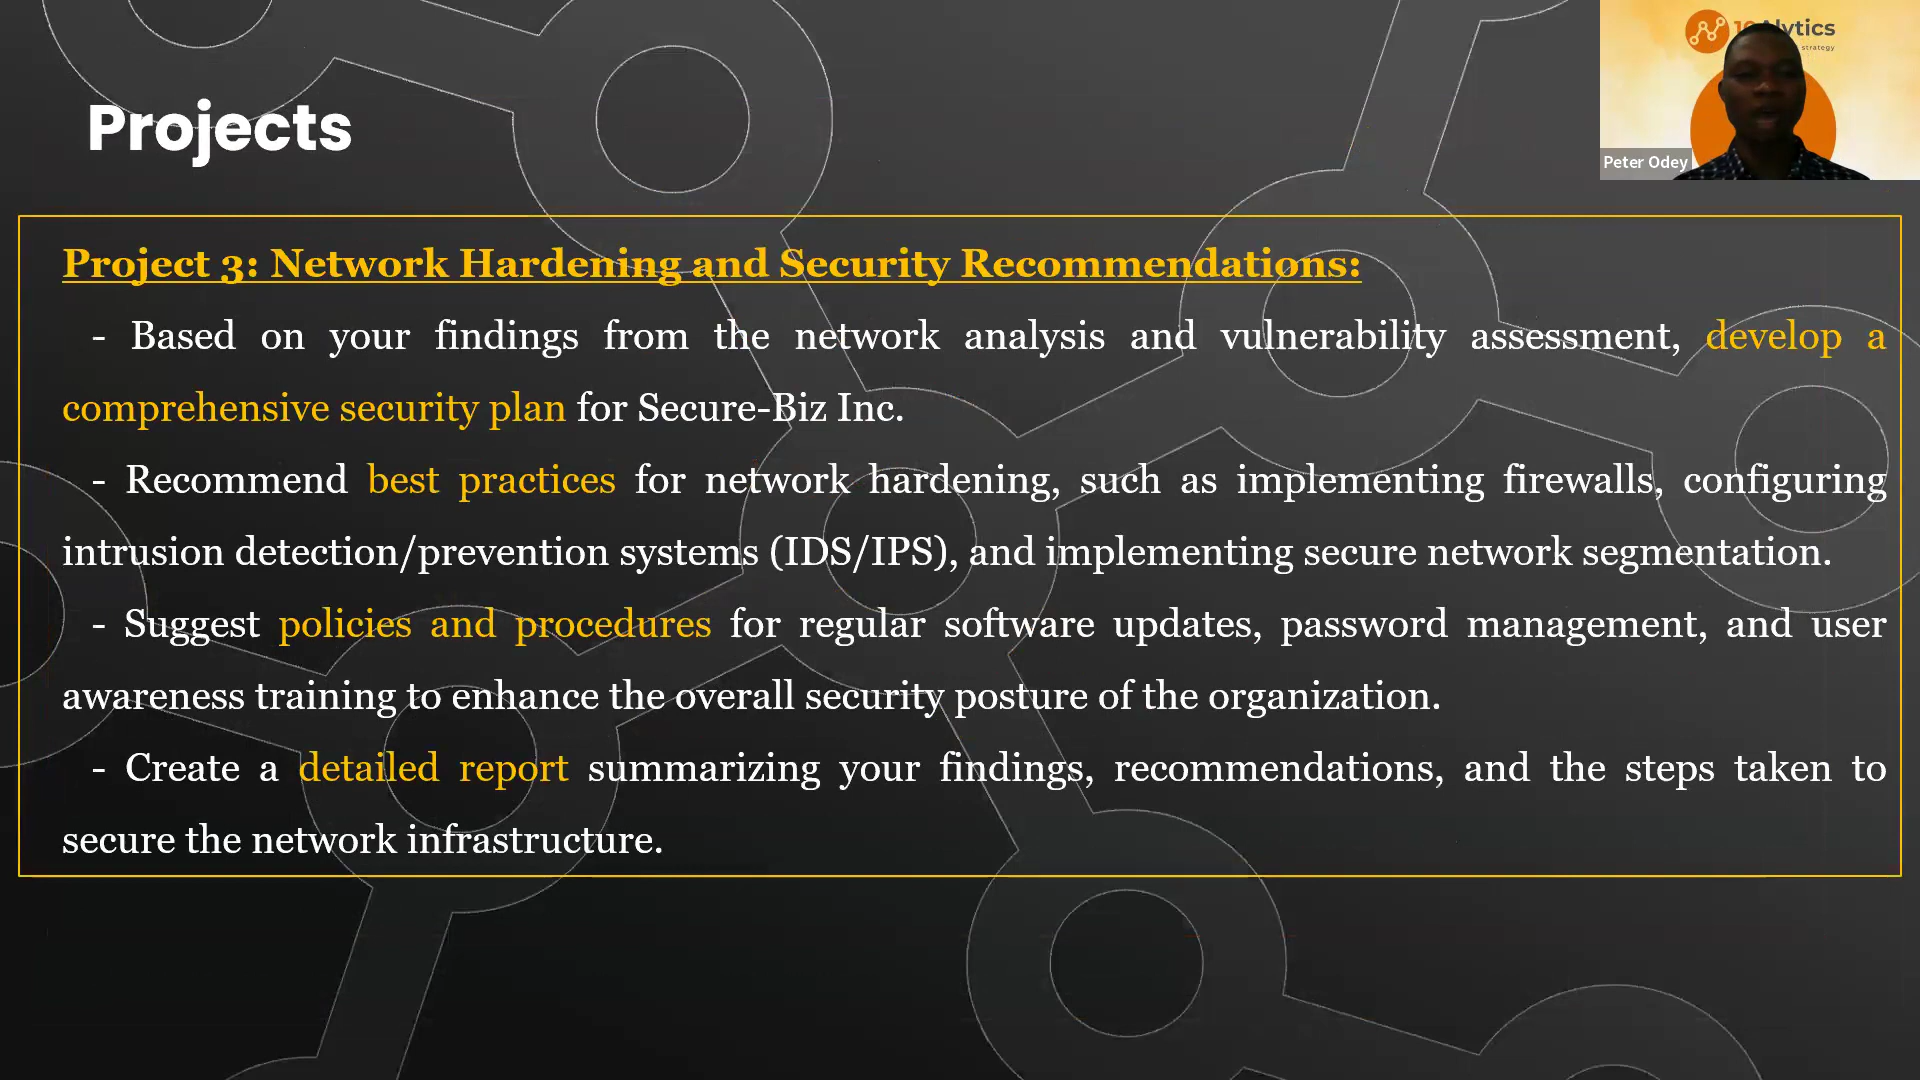 Projects
Peter Odey
strategy
Project 3: Network Hardening and Security Recommendations:
- Based on your findings from the network analysis and vulnerability assessment, develop a
comprehensive security plan for Secure-Biz Inc.
- Recommend best practices for network hardening, such as implementing firewalls, configuring
intrusion detection/prevention systems (IDS/IPS), and implementing secure network segmentation.
- Suggest policies and procedures for regular software updates, password management, and user
awareness training to enhance the overall security posture of the organization.
- Create a detailed report summarizing your findings, recommendations, and the steps taken to
secure the network infrastructure.